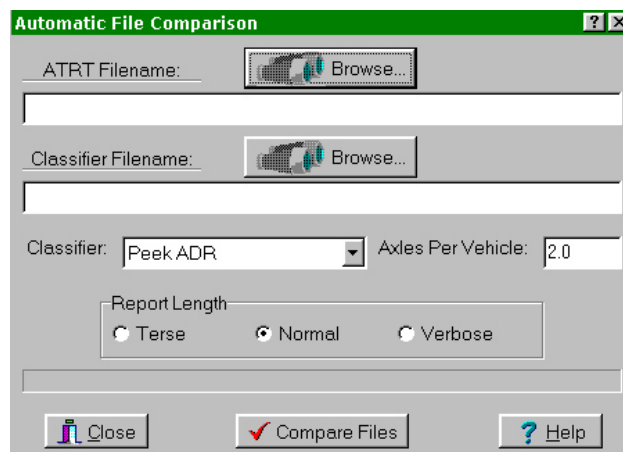 Automatic File Comparison
ATRT Filename: Browse...
Classifier Filename: Browse...
Classifier: Peek ADR Axles Per Vehicle: 2.0
Report Length
Terse Normal Verbose
Close Compare Files ? Help